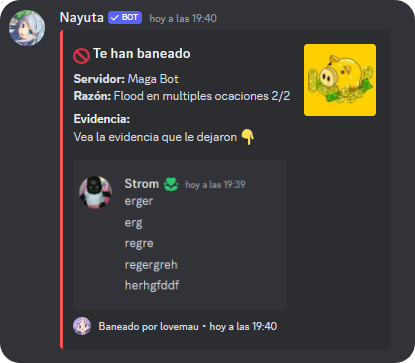 Nayuta ✓ BOT hoy a las 19:40
🚫 Te han baneado
Servidor: Maga Bot
Razón: Flood en multiples ocaciones 2/2
Evidencia:
Vea la evidencia que le dejaron 👇
Strom hoy a las 19:39
erger
erg
regre
regergreh
herhgfddf
Baneado por lovemau • hoy a las 19:40